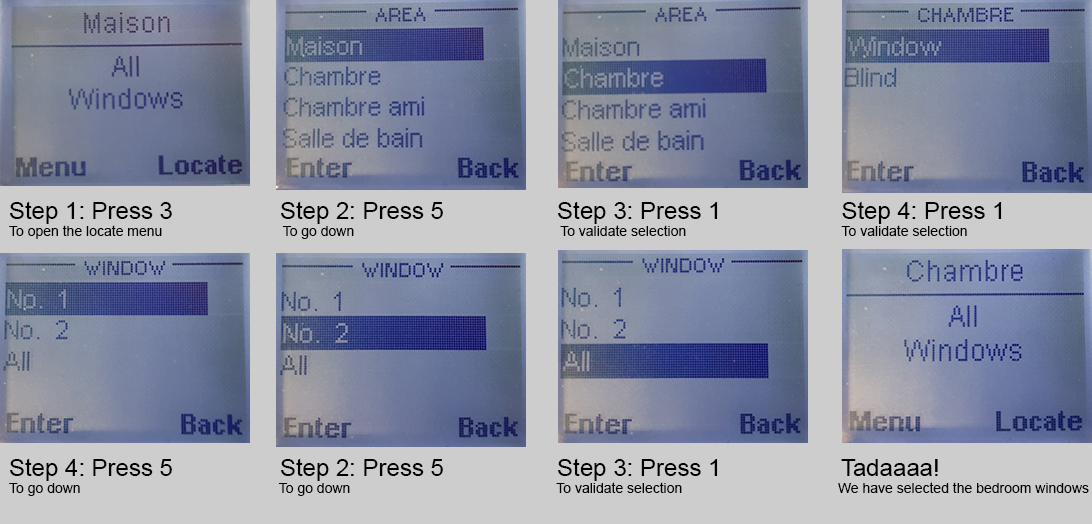 Maison
All
Windows
Menu Locate
Step 1: Press 3
To open the locate menu
AREA
Maison
Chambre
Chambre ami
Salle de bain
Enter Back
Step 2: Press 5
To go down
AREA
Maison
Chambre
Chambre ami
Salle de bain
Enter Back
Step 3: Press 1
To validate selection
CHAMBRE
Window
Blind
Enter Back
Step 4: Press 1
To validate selection
WINDOW
No. 1
No. 2
All
Enter Back
Step 4: Press 5
To go down
WINDOW
No. 1
No. 2
All
Enter Back
Step 2: Press 5
To go down
WINDOW
No. 1
No. 2
All
Enter Back
Step 3: Press 1
To validate selection
Chambre
All
Windows
Menu Locate
Tadaaaa!
We have selected the bedroom windows